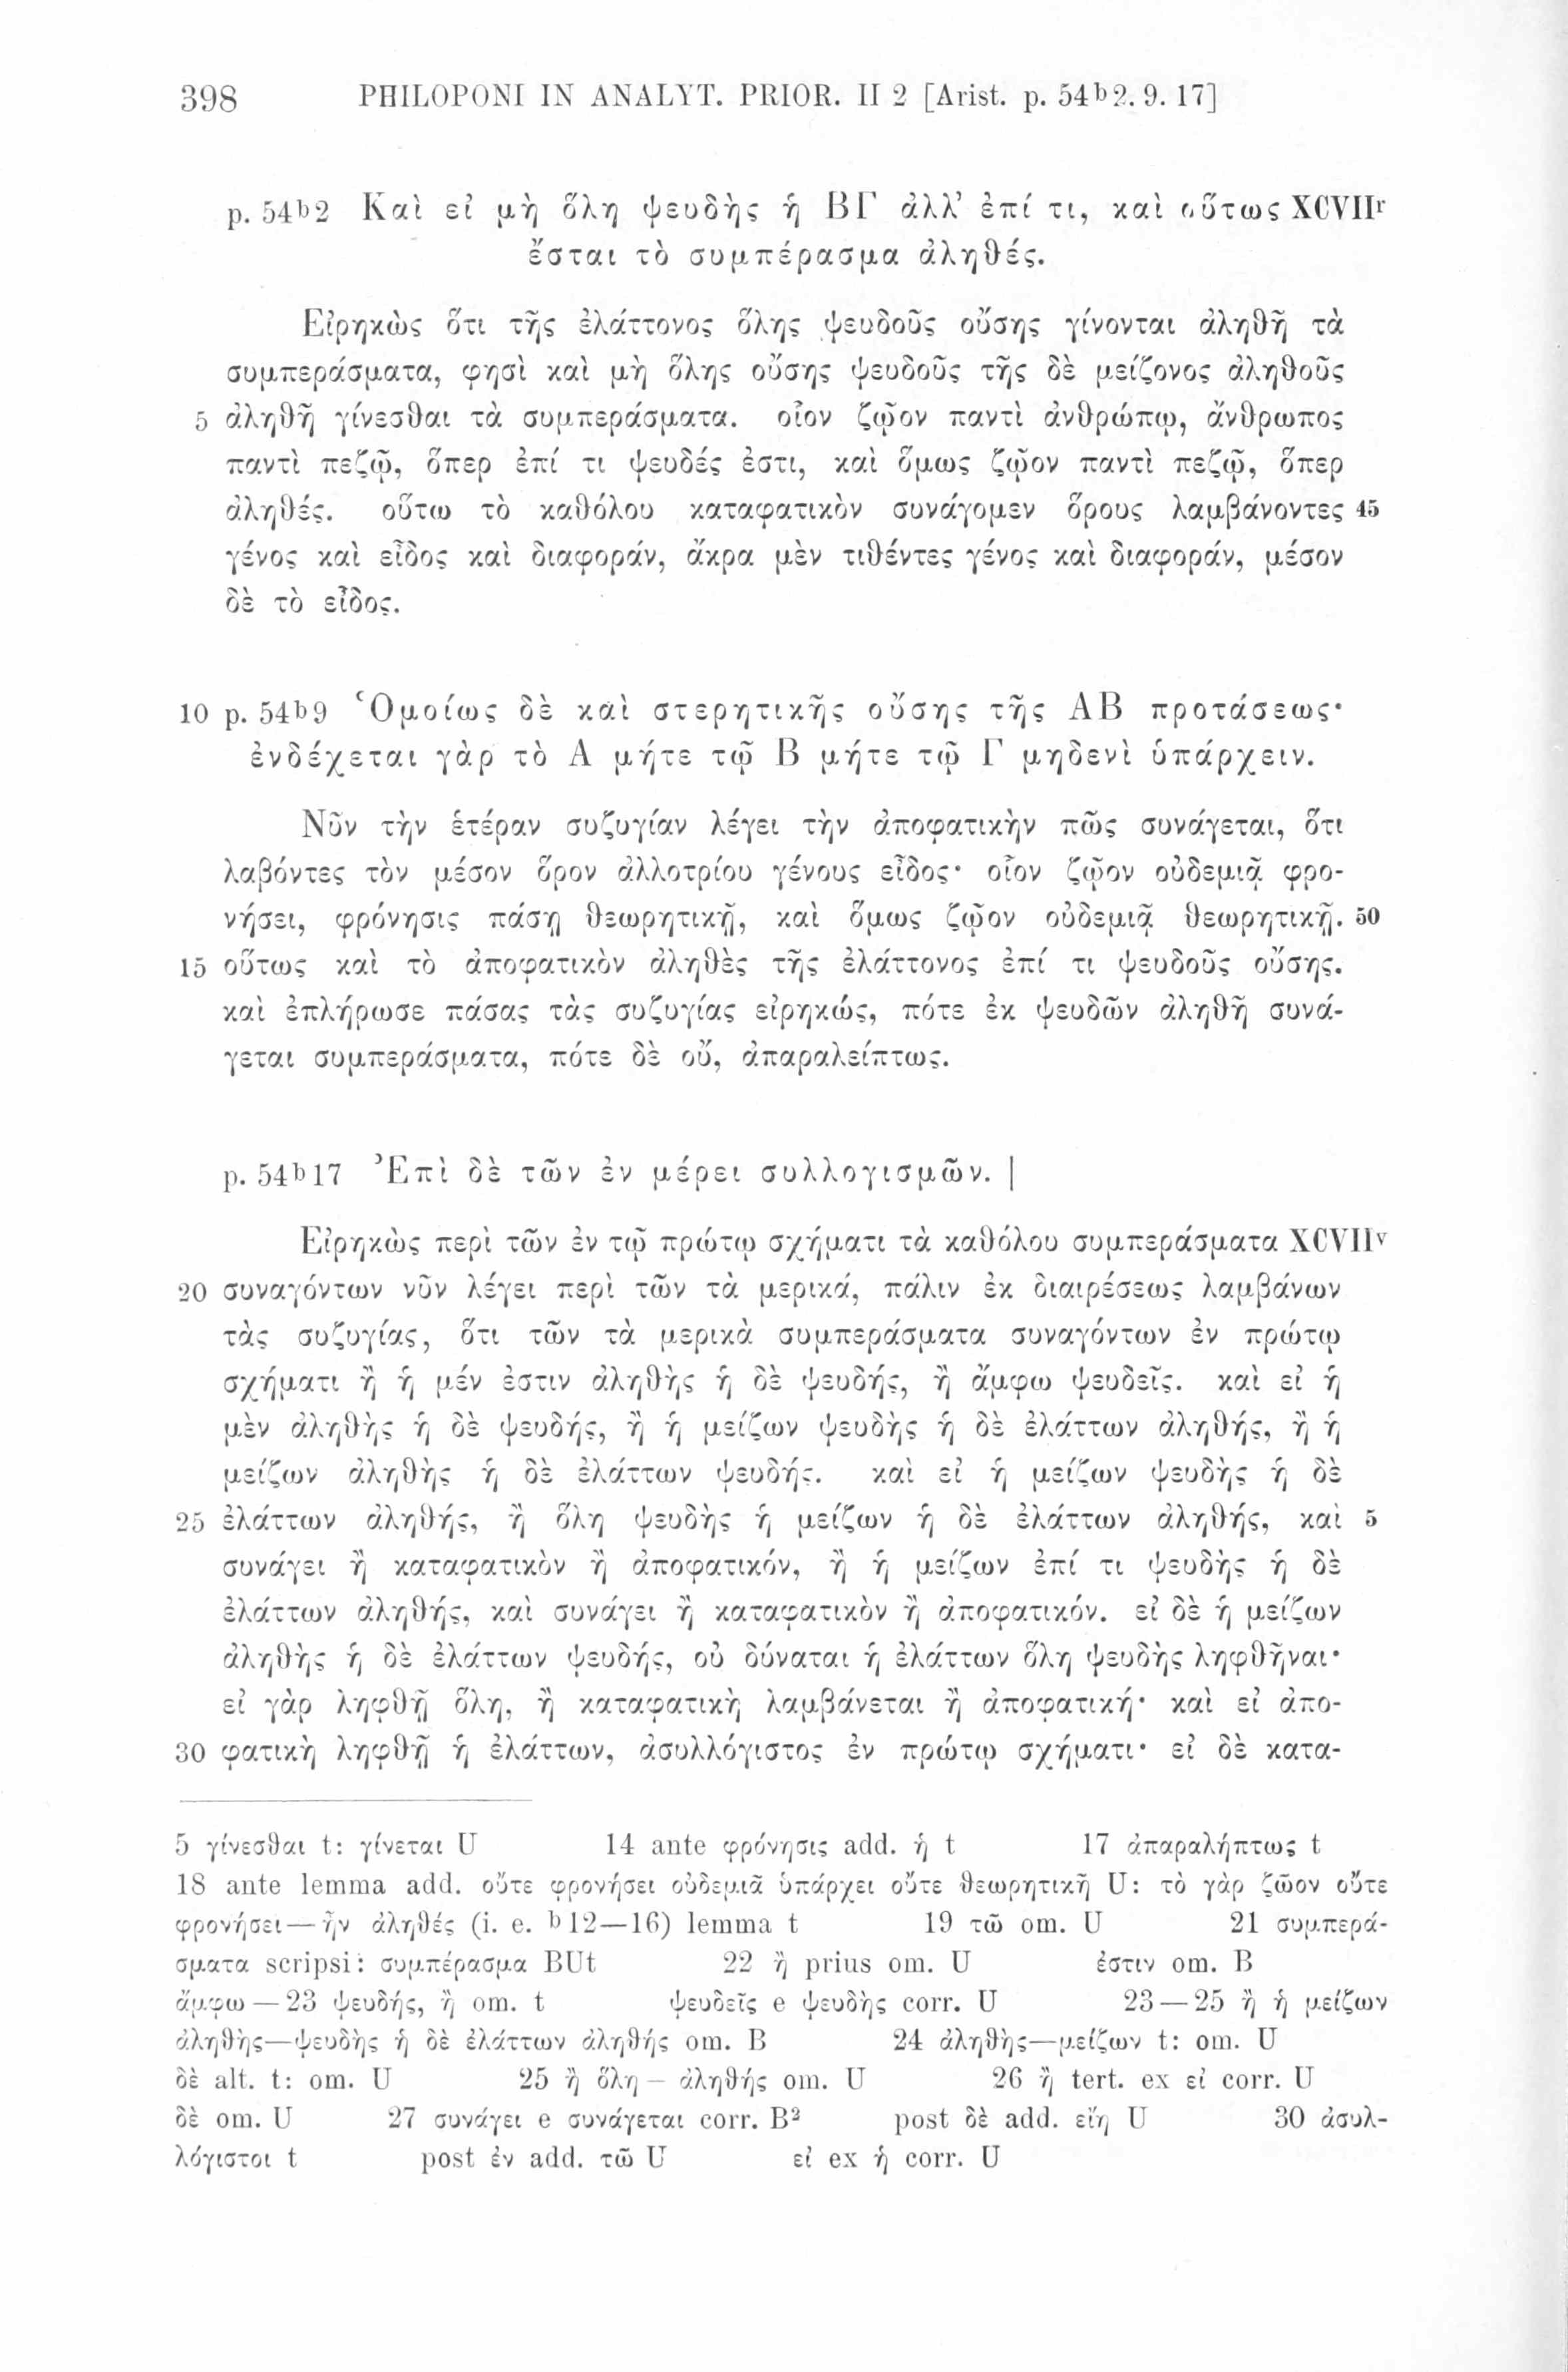 398 PHILOPONI IN ANALYT. PRIOR. II 2 [Arist. p. 54ᵇ2. 9. 17]
p. 54ᵇ2 Καὶ εἰ μὴ ὅλη ψευδὴς ἡ ΒΓ ἀλλ’ ἐπί τι, καὶ οὕτως XCVIIʳ
ἔσται τὸ συμπέρασμα ἀληθές.
Εἰρηκὼς ὅτι τῆς ἐλάττονος ὅλης ψευδοῦς οὔσης γίνονται ἀληθῆ τὰ
συμπεράσματα, φησὶ καὶ μὴ ὅλης οὔσης ψευδοῦς τῆς δὲ μείζονος ἀληθοῦς
5 ἀληθῆ γίνεσθαι τὰ συμπεράσματα. οἷον ζῷον παντὶ ἀνθρώπῳ, ἄνθρωπος
παντὶ πεζῷ, ὅπερ ἐπί τι ψευδές ἐστι, καὶ ὅμως ζῷον παντὶ πεζῷ, ὅπερ
ἀληθές. οὕτω τὸ καθόλου καταφατικὸν συνάγομεν ὅρους λαμβάνοντες 45
γένος καὶ εἶδος καὶ διαφοράν, ἄκρα μὲν τιθέντες γένος καὶ διαφοράν, μέσον
δὲ τὸ εἶδος.
10 p. 54ᵇ9 Ὁμοίως δὲ καὶ στερητικῆς οὔσης τῆς ΑΒ προτάσεως·
ἐνδέχεται γὰρ τὸ Α μήτε τῷ Β μήτε τῷ Γ μηδενὶ ὑπάρχειν.
Νῦν τὴν ἑτέραν συζυγίαν λέγει τὴν ἀποφατικὴν πῶς συνάγεται, ὅτι
λαβόντες τὸν μέσον ὅρον ἀλλοτρίου γένους εἶδος· οἷον ζῷον οὐδεμιᾷ φρο-
νήσει, φρόνησις πάσῃ θεωρητικῇ, καὶ ὅμως ζῷον οὐδεμιᾷ θεωρητικῇ. 50
15 οὕτως καὶ τὸ ἀποφατικὸν ἀληθὲς τῆς ἐλάττονος ἐπί τι ψευδοῦς οὔσης.
καὶ ἐπλήρωσε πάσας τὰς συζυγίας εἰρηκώς, πότε ἐκ ψευδῶν ἀληθῆ συνά-
γεται συμπεράσματα, πότε δὲ οὔ, ἀπαραλείπτως.
p. 54ᵇ17 Ἐπὶ δὲ τῶν ἐν μέρει συλλογισμῶν. |
Εἰρηκὼς περὶ τῶν ἐν τῷ πρώτῳ σχήματι τὰ καθόλου συμπεράσματα XCVIIᵛ
20 συναγόντων νῦν λέγει περὶ τῶν τὰ μερικά, πάλιν ἐκ διαιρέσεως λαμβάνων
τὰς συζυγίας, ὅτι τῶν τὰ μερικὰ συμπεράσματα συναγόντων ἐν πρώτῳ
σχήματι ἢ ἡ μέν ἐστιν ἀληθὴς ἡ δὲ ψευδής, ἢ ἄμφω ψευδεῖς. καὶ εἰ ἡ
μὲν ἀληθὴς ἡ δὲ ψευδής, ἢ ἡ μείζων ψευδὴς ἡ δὲ ἐλάττων ἀληθής, ἢ ἡ
μείζων ἀληθὴς ἡ δὲ ἐλάττων ψευδής. καὶ εἰ ἡ μείζων ψευδὴς ἡ δὲ
25 ἐλάττων ἀληθής, ἢ ὅλη ψευδὴς ἡ μείζων ἡ δὲ ἐλάττων ἀληθής, καὶ 5
συνάγει ἢ καταφατικὸν ἢ ἀποφατικόν, ἢ ἡ μείζων ἐπί τι ψευδὴς ἡ δὲ
ἐλάττων ἀληθής, καὶ συνάγει ἢ καταφατικὸν ἢ ἀποφατικόν. εἰ δὲ ἡ μείζων
ἀληθὴς ἡ δὲ ἐλάττων ψευδής, οὐ δύναται ἡ ἐλάττων ὅλη ψευδὴς ληφθῆναι·
εἰ γὰρ ληφθῇ ὅλη, ἢ καταφατικὴ λαμβάνεται ἢ ἀποφατική· καὶ εἰ ἀπο-
30 φατικὴ ληφθῇ ἡ ἐλάττων, ἀσυλλόγιστος ἐν πρώτῳ σχήματι· εἰ δὲ κατα-
5 γίνεσθαι t: γίνεται U 14 ante φρόνησις add. ἡ t 17 ἀπαραλήπτως t
18 ante lemma add. οὔτε φρονήσει οὐδεμιᾶ ὑπάρχει οὔτε θεωρητικῆ U: τὸ γὰρ ζῶον οὔτε
φρονήσει—ἦν ἀληθές (i. e. ᵇ12—16) lemma t 19 τῶ om. U 21 συμπερά-
σματα scripsi: συμπέρασμα BUt 22 ἢ prius om. U ἐστιν om. B
ἄμφω — 23 ψευδής, ἢ om. t ψευδεῖς e ψευδὴς corr. U 23—25 ἢ ἡ μείζων
ἀληθὴς—ψευδὴς ἡ δὲ ἐλάττων ἀληθής om. B 24 ἀληθὴς—μείζων t: om. U
δὲ alt. t: om. U 25 ἢ ὅλη — ἀληθής om. U 26 ἢ tert. ex εἰ corr. U
δὲ om. U 27 συνάγει e συνάγεται corr. B² post δὲ add. εἴη U 30 ἀσυλ-
λόγιστοι t post ἐν add. τῶ U εἰ ex ἡ corr. U